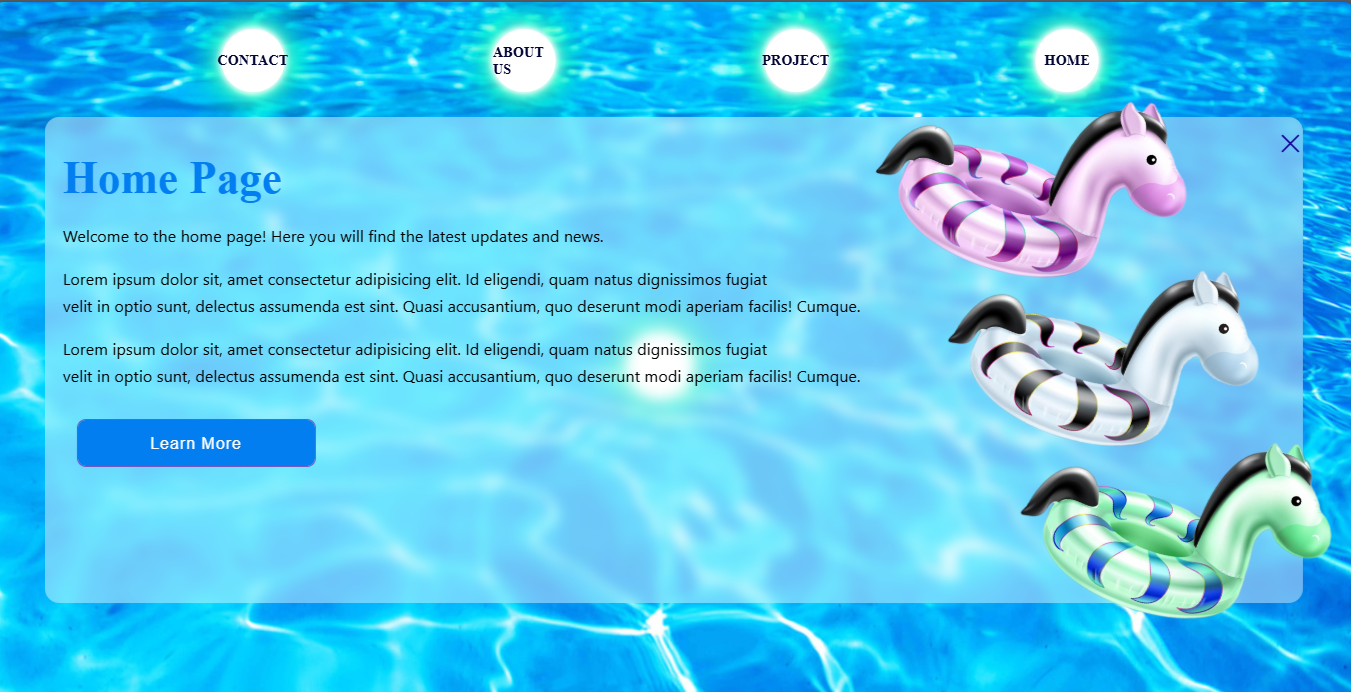 CONTACT
ABOUT
US
PROJECT
HOME
Home Page
Welcome to the home page! Here you will find the latest updates and news.
Lorem ipsum dolor sit, amet consectetur adipisicing elit. Id eligendi, quam natus dignissimos fugiat
velit in optio sunt, delectus assumenda est sint. Quasi accusantium, quo deserunt modi aperiam facilis! Cumque.
Lorem ipsum dolor sit, amet consectetur adipisicing elit. Id eligendi, quam natus dignissimos fugiat
velit in optio sunt, delectus assumenda est sint. Quasi accusantium, quo deserunt modi aperiam facilis! Cumque.
Learn More